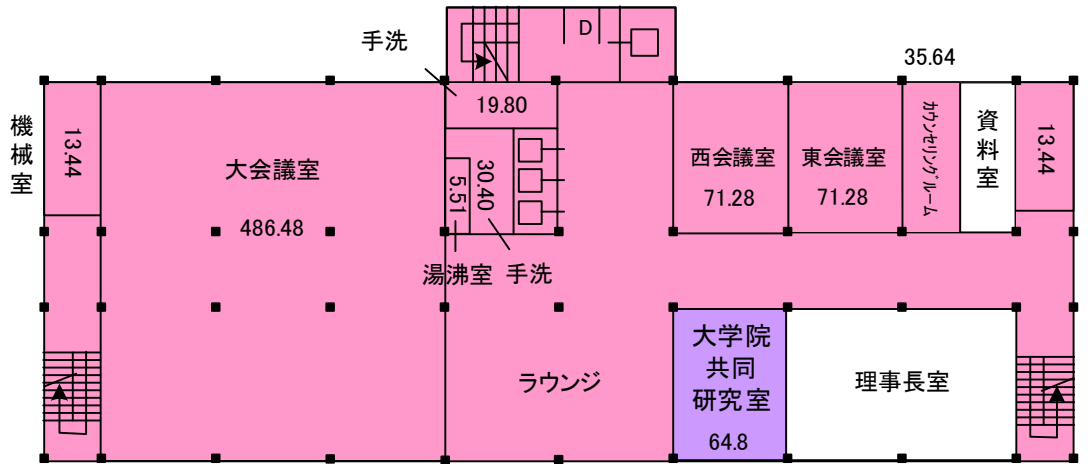 D
手洗
35.64
19.80
機械室
13.44
大会議室
486.48
30.40
5.51
西会議室
71.28
東会議室
71.28
カウンセリングルーム
資料室
13.44
湯沸室
手洗
ラウンジ
大学院
共同
研究室
64.8
理事長室